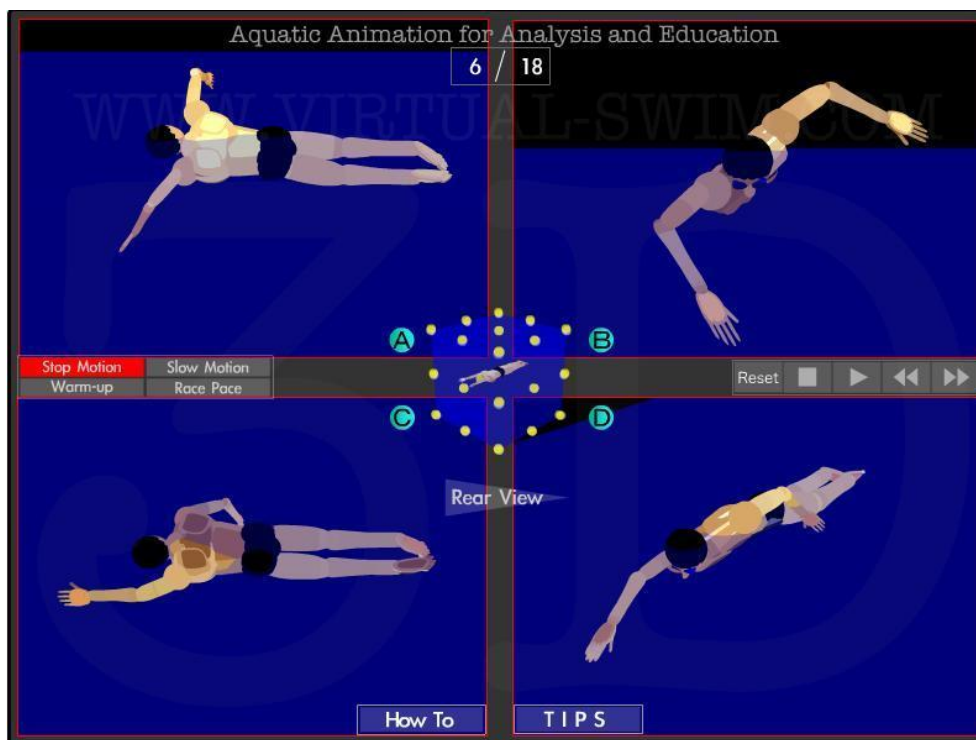 Aquatic Animation for Analysis and Education
6 / 18
WWW.VIRTUAL-SWIM.COM
A
B
Stop Motion
Slow Motion
Warm-up
Race Pace
Reset
C
D
Rear View
3D
How To
TIPS